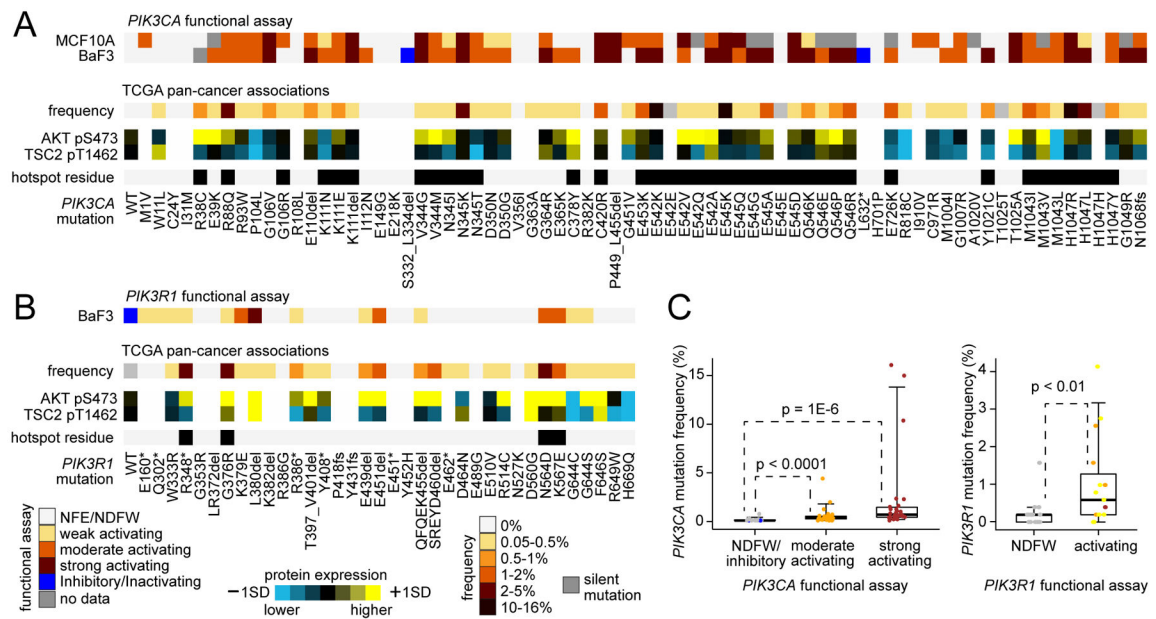 A
PIK3CA functional assay
MCF10A
BaF3
TCGA pan-cancer associations
frequency
AKT pS473
TSC2 pT1462
hotspot residue
PIK3CA
mutation
WT
M1V
W11L
C24Y
I31M
R38C
E39K
R88Q
R93W
P104L
G106V
G106R
R108L
E110del
K111N
K111E
K111del
I112N
E149G
E218K
S332_L334del
V344G
V344M
N345I
N345K
N345T
D350N
D350G
V356I
G363A
G364R
E365K
C378Y
R382K
C420R
P449_L455del
G451V
E453K
E542K
E542E
E542V
E542A
E545K
E545Q
E545G
E545A
E545E
E545D
Q546K
Q546E
Q546P
Q546R
L632*
H701P
E726K
R818C
I910V
C971R
M1004I
G1007R
A1020V
Y1021C
T1025T
T1025A
M1043I
M1043V
M1043L
H1047R
H1047L
H1047H
H1047Y
G1049R
N1068fs
B
PIK3R1 functional assay
BaF3
TCGA pan-cancer associations
frequency
AKT pS473
TSC2 pT1462
hotspot residue
PIK3R1
mutation
WT
E160*
Q302*
W333R
R348*
G353R
LR372del
G376R
K379E
L380del
K382del
R386G
R386*
T397_V401del
Y408*
E418fs
Y431fs
E439del
E451del
E451*
Y452H
QFQEK455del
SREYD460del
E462*
D464N
E489G
E510V
R514C
N527K
D560G
N564D
K567E
G644C
G644S
F646S
R649W
H669Q
functional assay
NFE/NDFW
weak activating
moderate activating
strong activating
Inhibitory/Inactivating
no data
protein expression
−1SD
+1SD
lower
higher
frequency
0%
0.05-0.5%
0.5-1%
1-2%
2-5%
10-16%
silent
mutation
C
PIK3CA mutation frequency (%)
15
10
5
0
p = 1E-6
p < 0.0001
NDFW/
inhibitory
moderate
activating
strong
activating
PIK3CA functional assay
PIK3R1 mutation frequency (%)
4
3
2
1
0
p < 0.01
NDFW
activating
PIK3R1 functional assay